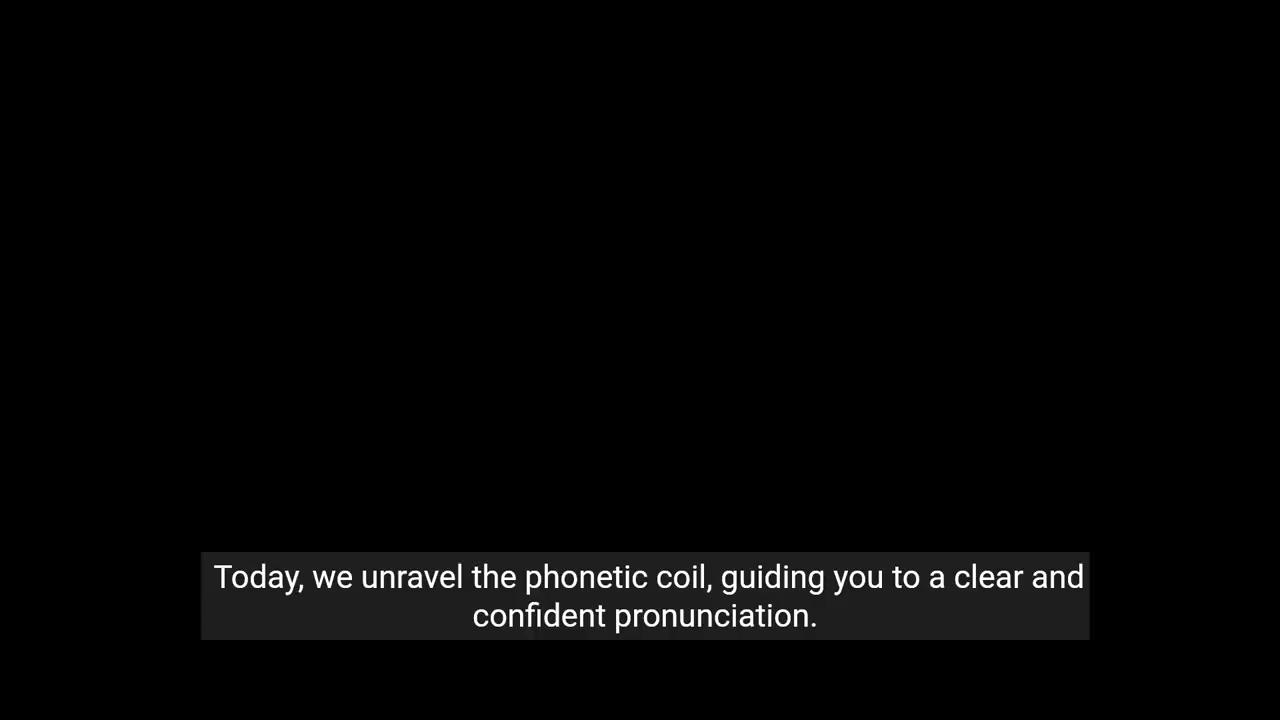 Today, we unravel the phonetic coil, guiding you to a clear and
confident pronunciation.